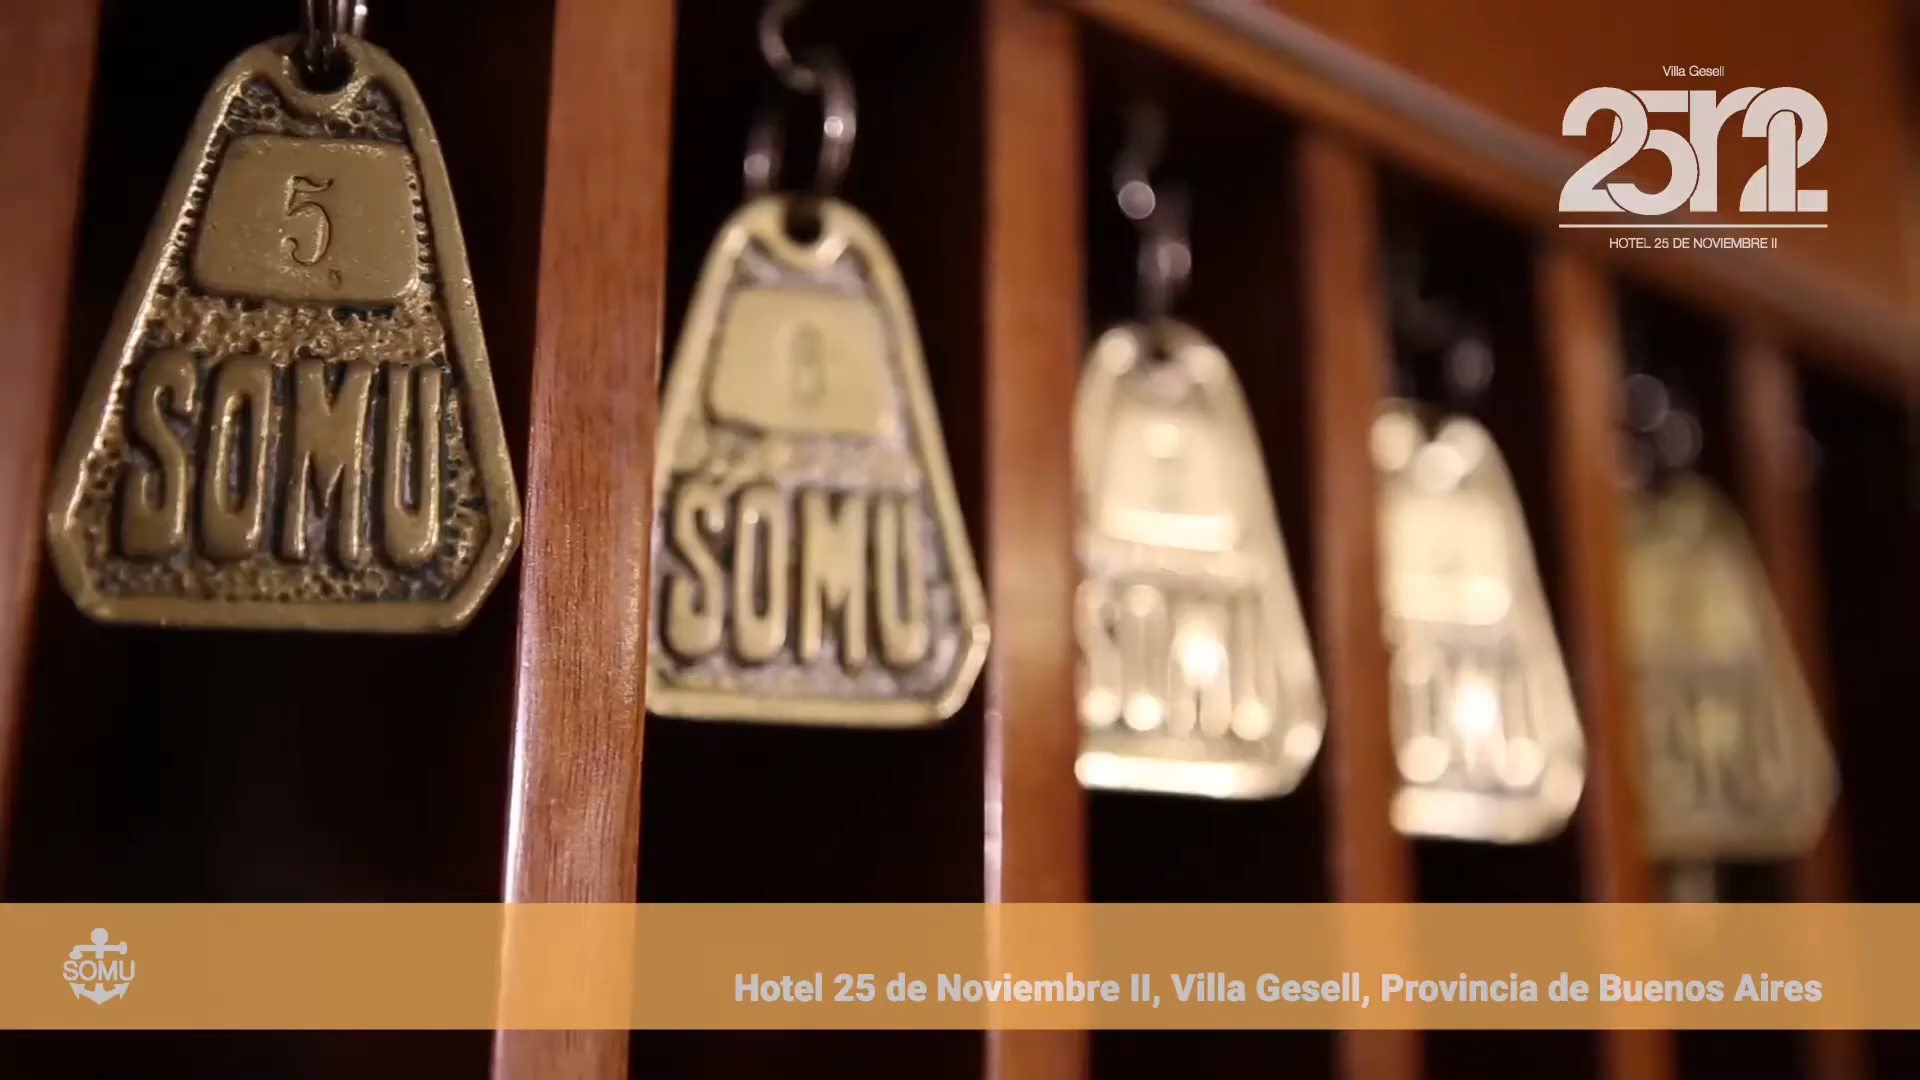 Villa Gesell
25n2
HOTEL 25 DE NOVIEMBRE II
5
SOMU
6
SOMU
SOMU
Hotel 25 de Noviembre II, Villa Gesell, Provincia de Buenos Aires